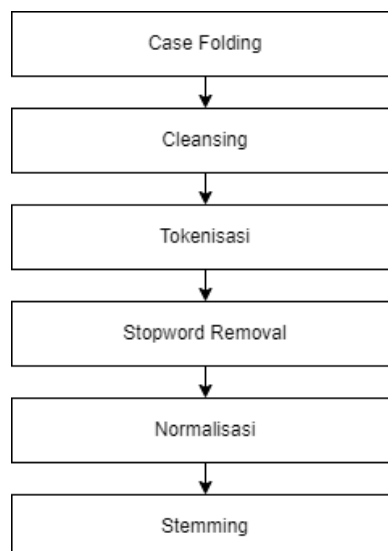 Case Folding
Cleansing
Tokenisasi
Stopword Removal
Normalisasi
Stemming